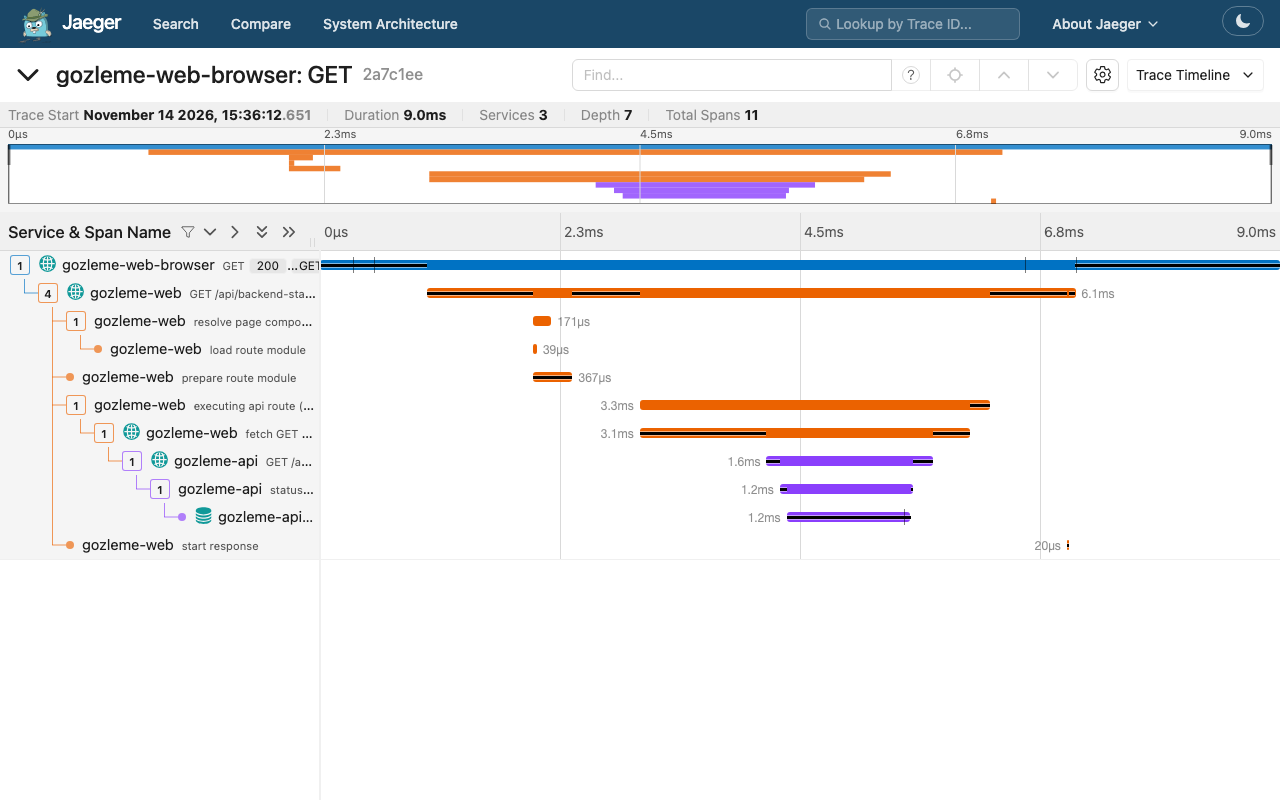 Jaeger Search Compare System Architecture Lookup by Trace ID... About Jaeger
gozleme-web-browser: GET 2a7c1ee Find... ? Trace Timeline
Trace Start November 14 2026, 15:36:12.651 Duration 9.0ms Services 3 Depth 7 Total Spans 11
0μs 2.3ms 4.5ms 6.8ms 9.0ms
Service & Span Name 0μs 2.3ms 4.5ms 6.8ms 9.0ms
1 gozleme-web-browser GET 200 ...GET
4 gozleme-web GET /api/backend-sta... 6.1ms
1 gozleme-web resolve page compo... 171μs
gozleme-web load route module 39μs
gozleme-web prepare route module 367μs
1 gozleme-web executing api route (... 3.3ms
1 gozleme-web fetch GET ... 3.1ms
1 gozleme-api GET /a... 1.6ms
1 gozleme-api status... 1.2ms
gozleme-api... 1.2ms
gozleme-web start response 20μs